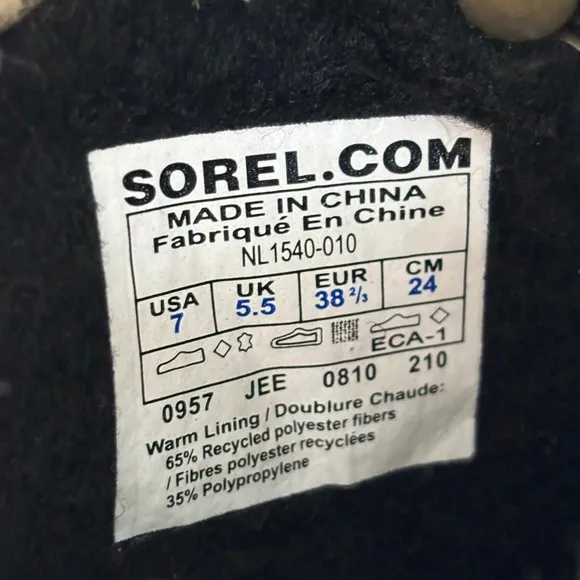 SOREL.COM
MADE IN CHINA
Fabriqué En Chine
NL1540-010
USA UK EUR CM
7 5.5 38 2/3 24
ECA-1
0957 JEE 0810 210
Warm Lining / Doublure Chaude:
65% Recycled polyester fibers
/ Fibres polyester recyclées
35% Polypropylene